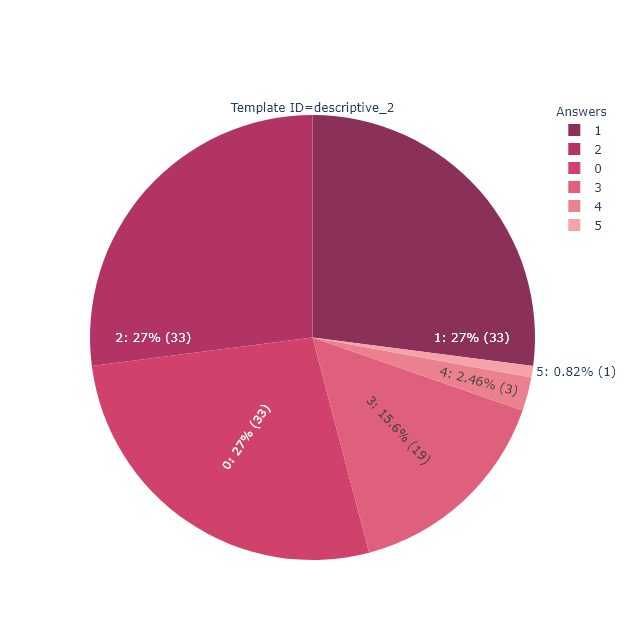 Template ID=descriptive_2
Answers
1
2
0
3
4
5
2: 27% (33)
1: 27% (33)
5: 0.82% (1)
4: 2.46% (3)
3: 15.6% (19)
0: 27% (33)